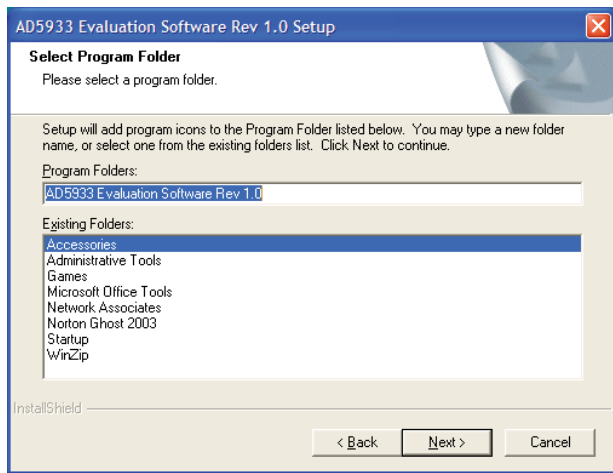 AD5933 Evaluation Software Rev 1.0 Setup
Select Program Folder
Please select a program folder.
Setup will add program icons to the Program Folder listed below. You may type a new folder
name, or select one from the existing folders list. Click Next to continue.
Program Folders:
AD5933 Evaluation Software Rev 1.0
Existing Folders:
Accessories
Administrative Tools
Games
Microsoft Office Tools
Network Associates
Norton Ghost 2003
Startup
WinZip
InstallShield
< Back Next > Cancel